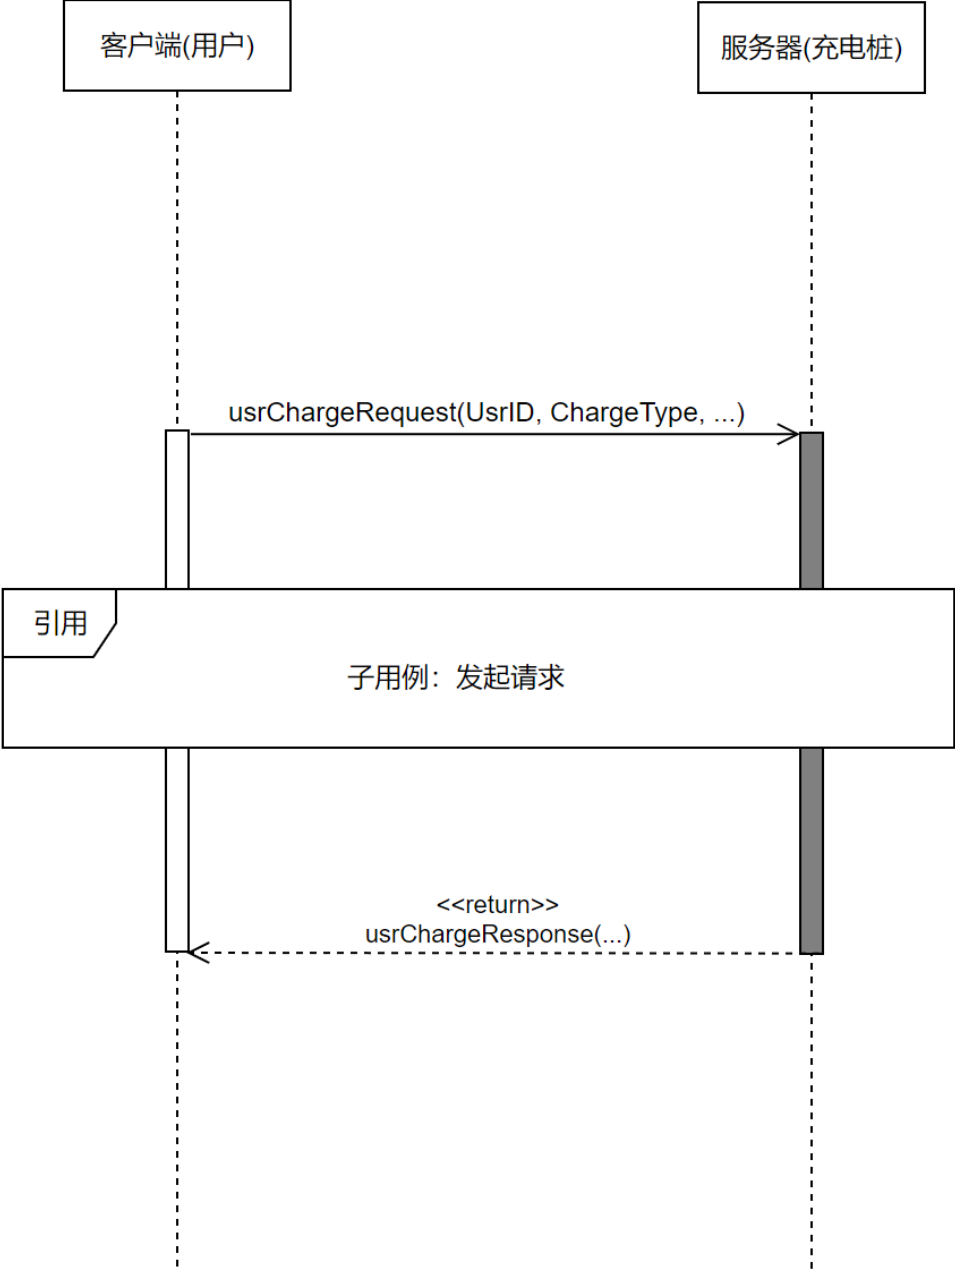 客户端(用户)
服务器(充电桩)
usrChargeRequest(UsrID, ChargeType, ...)
引用
子用例：发起请求
<<return>>
usrChargeResponse(...)